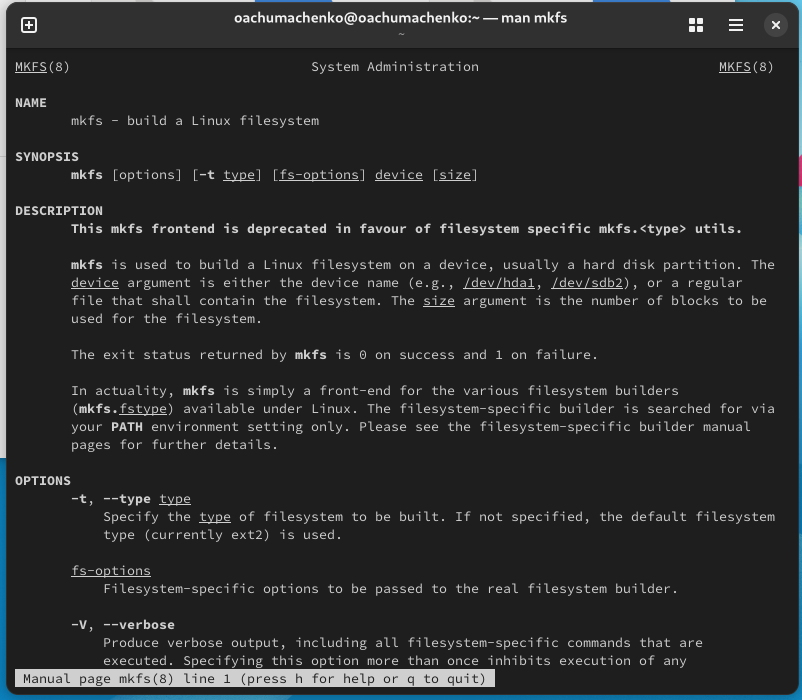 oachumachenko@oachumachenko:~ — man mkfs
~
MKFS(8) System Administration MKFS(8)
NAME
mkfs - build a Linux filesystem
SYNOPSIS
mkfs [options] [-t type] [fs-options] device [size]
DESCRIPTION
This mkfs frontend is deprecated in favour of filesystem specific mkfs.<type> utils.
mkfs is used to build a Linux filesystem on a device, usually a hard disk partition. The
device argument is either the device name (e.g., /dev/hda1, /dev/sdb2), or a regular
file that shall contain the filesystem. The size argument is the number of blocks to be
used for the filesystem.
The exit status returned by mkfs is 0 on success and 1 on failure.
In actuality, mkfs is simply a front-end for the various filesystem builders
(mkfs.fstype) available under Linux. The filesystem-specific builder is searched for via
your PATH environment setting only. Please see the filesystem-specific builder manual
pages for further details.
OPTIONS
-t, --type type
Specify the type of filesystem to be built. If not specified, the default filesystem
type (currently ext2) is used.
fs-options
Filesystem-specific options to be passed to the real filesystem builder.
-V, --verbose
Produce verbose output, including all filesystem-specific commands that are
executed. Specifying this option more than once inhibits execution of any
Manual page mkfs(8) line 1 (press h for help or q to quit)